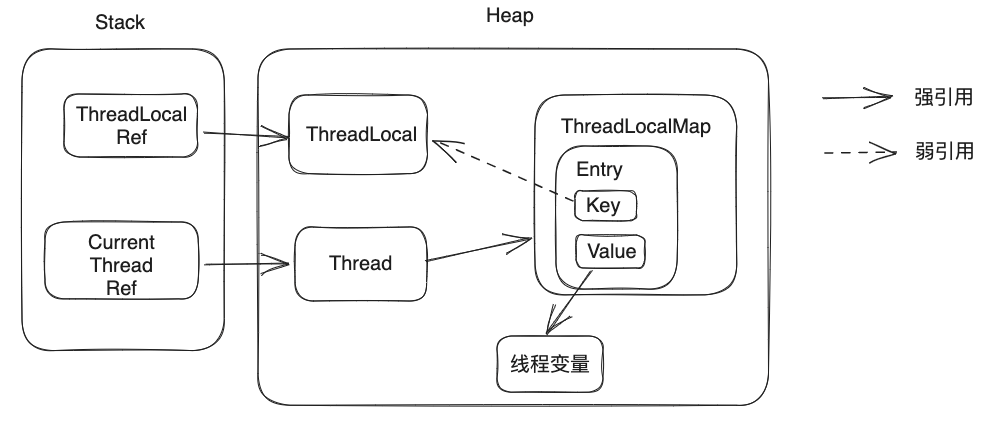 Stack
Heap
ThreadLocal
Ref
ThreadLocal
ThreadLocalMap
Entry
Key
Value
Current
Thread
Ref
Thread
线程变量
强引用
弱引用